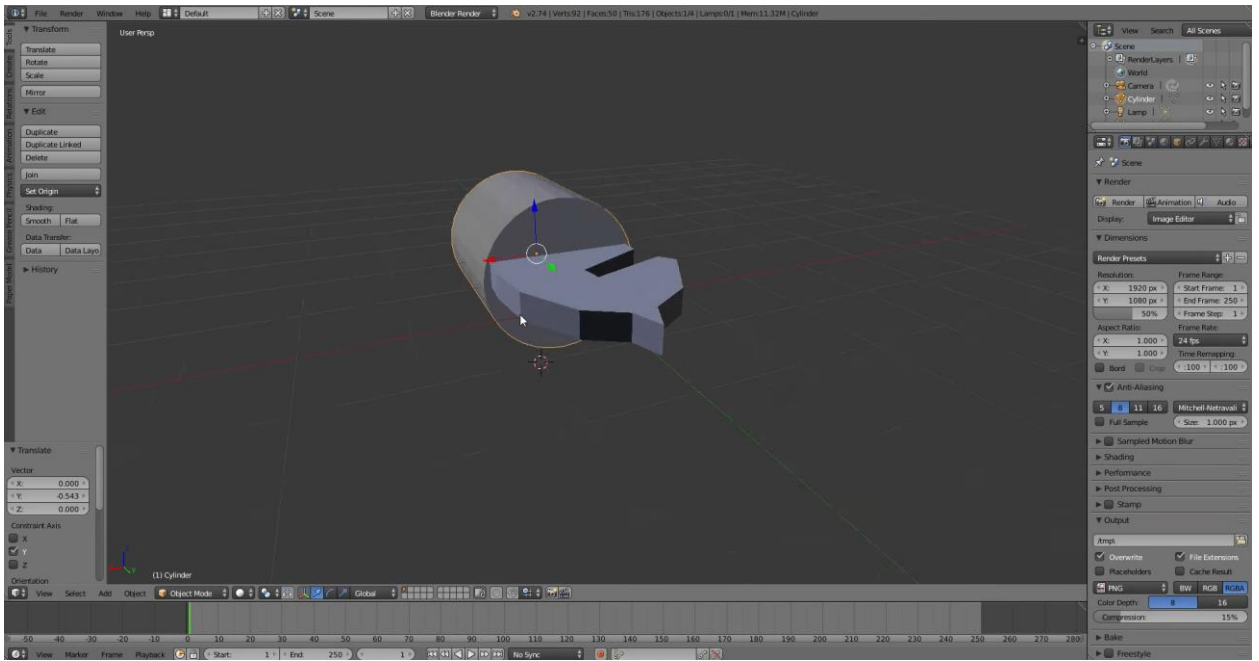 File Render Window Help Default Scene Blender Render v2.74 | Verts:92 | Faces:50 | Tris:176 | Objects:1/4 | Lamps:0/1 | Mem:11.32M | Cylinder
Tools
Create
Relations
Animation
Physics
Grease Pencil
Transform
Translate
Rotate
Scale
Mirror
Edit
Duplicate
Duplicate Linked
Delete
Join
Set Origin
Shading:
Smooth Flat
Data Transfer:
Data Data Layo
History
Translate
Vector
X: 0.000
Y: -0.543
Z: 0.000
Constraint Axis
X
Y
Z
Orientation
User Persp
(1) Cylinder
View Select Add Object Object Mode Global
-50 -40 -30 -20 -10 0 10 20 30 40 50 60 70 80 90 100 110 120 130 140 150 160 170 180 190 200 210 220 230 240 250 260 270 280
View Marker Frame Playback Start: 1 End: 250 1 No Sync
View Search All Scenes
Scene
RenderLayers
World
Camera
Cylinder
Lamp
Scene
Render
Render Animation Audio
Display: Image Editor
Dimensions
Render Presets
Resolution: Frame Range:
X: 1920 px Start Frame: 1
Y: 1080 px End Frame: 250
50% Frame Step: 1
Aspect Ratio: Frame Rate:
X: 1.000 24 fps
Y: 1.000 Time Remapping:
Bord Crop :100 :100
Anti-Aliasing
5 8 11 16 Mitchell-Netravali
Full Sample Size: 1.000 px
Sampled Motion Blur
Shading
Performance
Post Processing
Stamp
Output
/tmp\
Overwrite File Extensions
Placeholders Cache Result
PNG BW RGB RGBA
Color Depth: 8 16
Compression: 15%
Bake
Freestyle